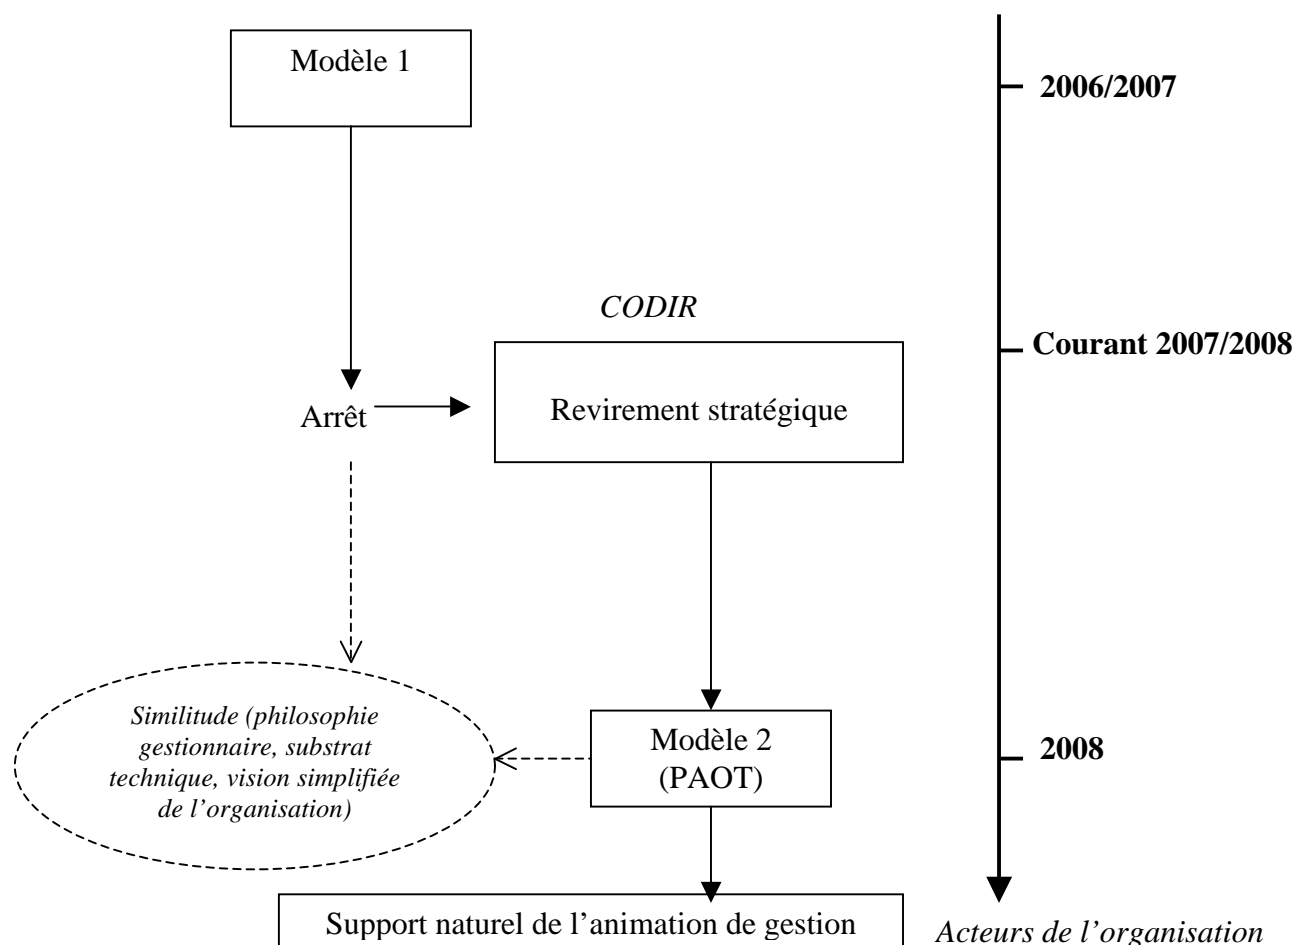 Modèle 1
2006/2007
CODIR
Courant 2007/2008
Arrêt
Revirement stratégique
Similitude (philosophie
gestionnaire, substrat
technique, vision simplifiée
de l’organisation)
Modèle 2
(PAOT)
2008
Support naturel de l’animation de gestion
Acteurs de l’organisation